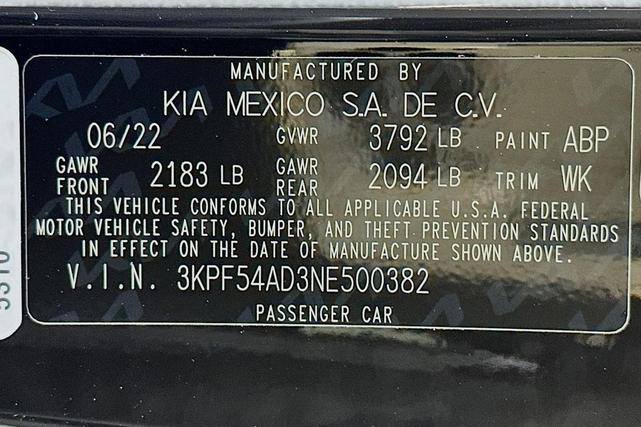 MANUFACTURED BY
KIA MEXICO S.A. DE C.V.
06/22 GVWR 3792 LB PAINT ABP
GAWR FRONT 2183 LB GAWR REAR 2094 LB TRIM WK
THIS VEHICLE CONFORMS TO ALL APPLICABLE U.S.A. FEDERAL
MOTOR VEHICLE SAFETY, BUMPER, AND THEFT PREVENTION STANDARDS
IN EFFECT ON THE DATE OF MANUFACTURE SHOWN ABOVE.
V.I.N. 3KPF54AD3NE500382
PASSENGER CAR